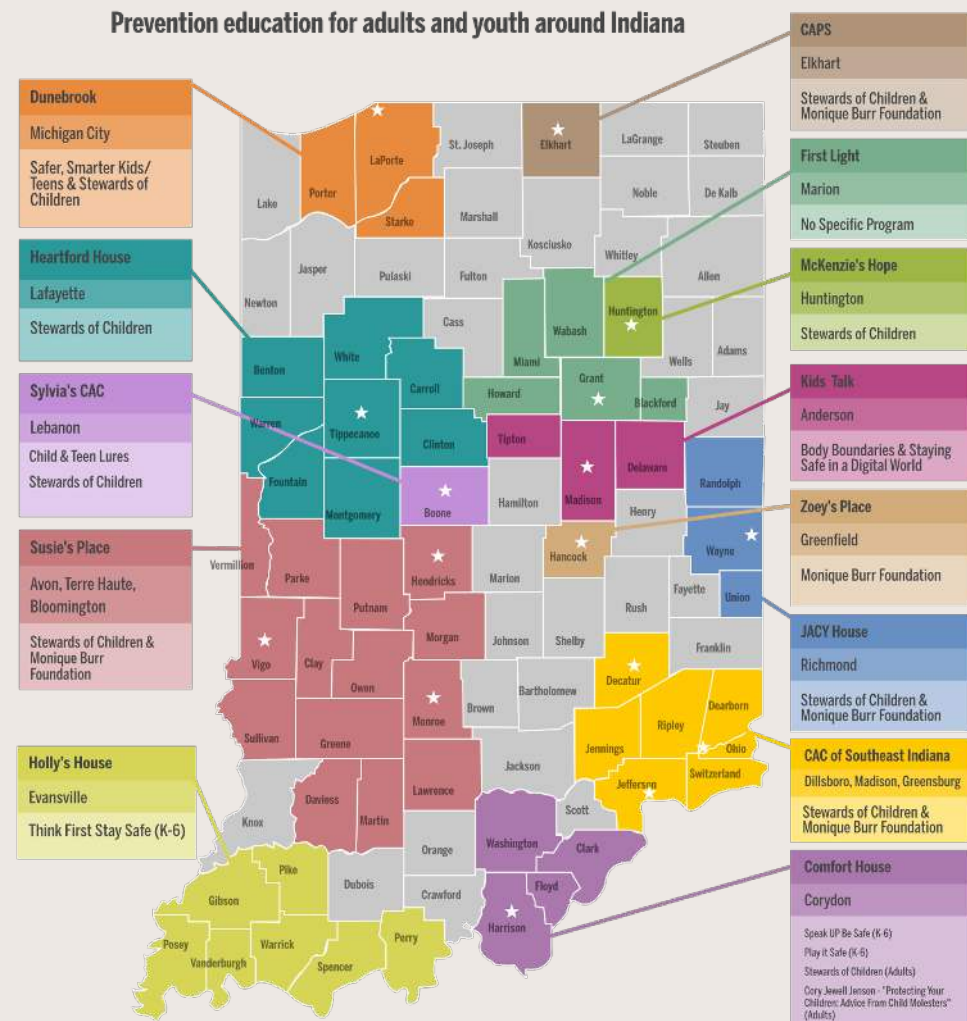 Prevention education for adults and youth around Indiana
Dunebrook
Michigan City
Safer, Smarter Kids/
Teens & Stewards of
Children
Heartford House
Lafayette
Stewards of Children
Sylvia's CAC
Lebanon
Child & Teen Lures
Stewards of Children
Susie's Place
Avon, Terre Haute,
Bloomington
Stewards of Children &
Monique Burr
Foundation
Holly's House
Evansville
Think First Stay Safe (K-6)
CAPS
Elkhart
Stewards of Children &
Monique Burr Foundation
First Light
Marion
No Specific Program
McKenzie's Hope
Huntington
Stewards of Children
Kids Talk
Anderson
Body Boundaries & Staying
Safe in a Digital World
Zoey's Place
Greenfield
Monique Burr Foundation
JACY House
Richmond
Stewards of Children &
Monique Burr Foundation
CAC of Southeast Indiana
Dillsboro, Madison, Greensburg
Stewards of Children &
Monique Burr Foundation
Comfort House
Corydon
Speak UP Be Safe (K-6)
Play it Safe (K-6)
Stewards of Children (Adults)
Cory Jewell Jensen - "Protecting Your
Children: Advice From Child Molesters"
(Adults)
Lake
Porter
LaPorte
St. Joseph
Elkhart
LaGrange
Steuben
Starke
Marshall
Noble
De Kalb
Kosciusko
Whitley
Allen
Newton
Jasper
Pulaski
Fulton
Cass
Miami
Wabash
Huntington
Wells
Adams
Benton
White
Carroll
Howard
Grant
Blackford
Jay
Warren
Tippecanoe
Clinton
Tipton
Madison
Delaware
Randolph
Fountain
Montgomery
Boone
Hamilton
Henry
Wayne
Vermillion
Parke
Putnam
Hendricks
Marion
Hancock
Fayette
Union
Rush
Morgan
Johnson
Shelby
Franklin
Vigo
Clay
Owen
Monroe
Brown
Bartholomew
Decatur
Dearborn
Ripley
Ohio
Sullivan
Greene
Jennings
Jackson
Jefferson
Switzerland
Knox
Daviess
Martin
Lawrence
Scott
Washington
Clark
Orange
Floyd
Harrison
Crawford
Dubois
Pike
Gibson
Posey
Vanderburgh
Warrick
Spencer
Perry